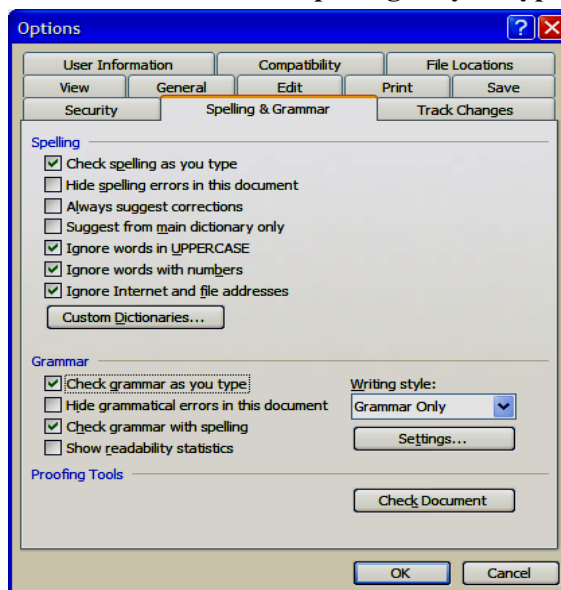 Options
User Information Compatibility File Locations
View General Edit Print Save
Security Spelling & Grammar Track Changes
Spelling
Check spelling as you type
Hide spelling errors in this document
Always suggest corrections
Suggest from main dictionary only
Ignore words in UPPERCASE
Ignore words with numbers
Ignore Internet and file addresses
Custom Dictionaries...
Grammar
Check grammar as you type Writing style:
Hide grammatical errors in this document Grammar Only
Check grammar with spelling Settings...
Show readability statistics
Proofing Tools
Check Document
OK Cancel